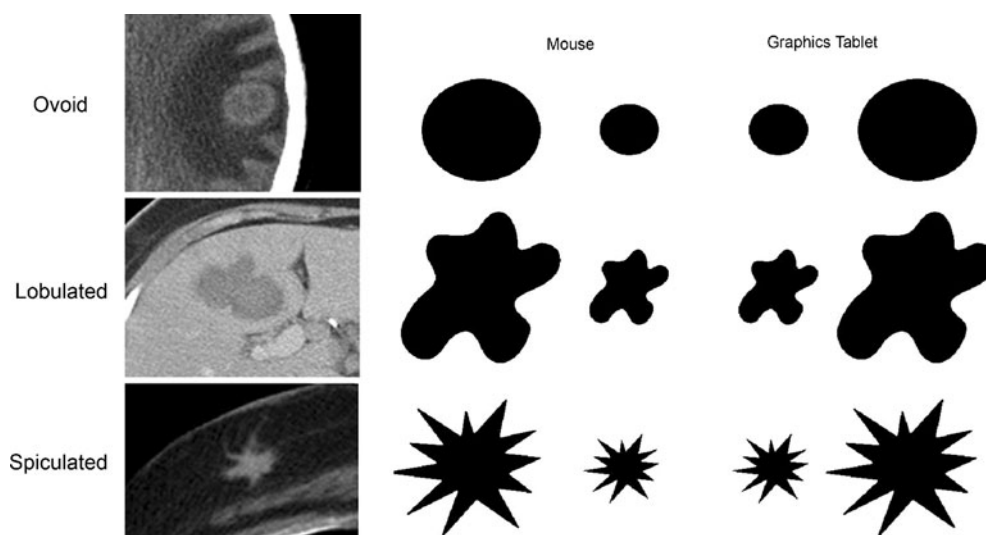 Mouse
Graphics Tablet
Ovoid
Lobulated
Spiculated